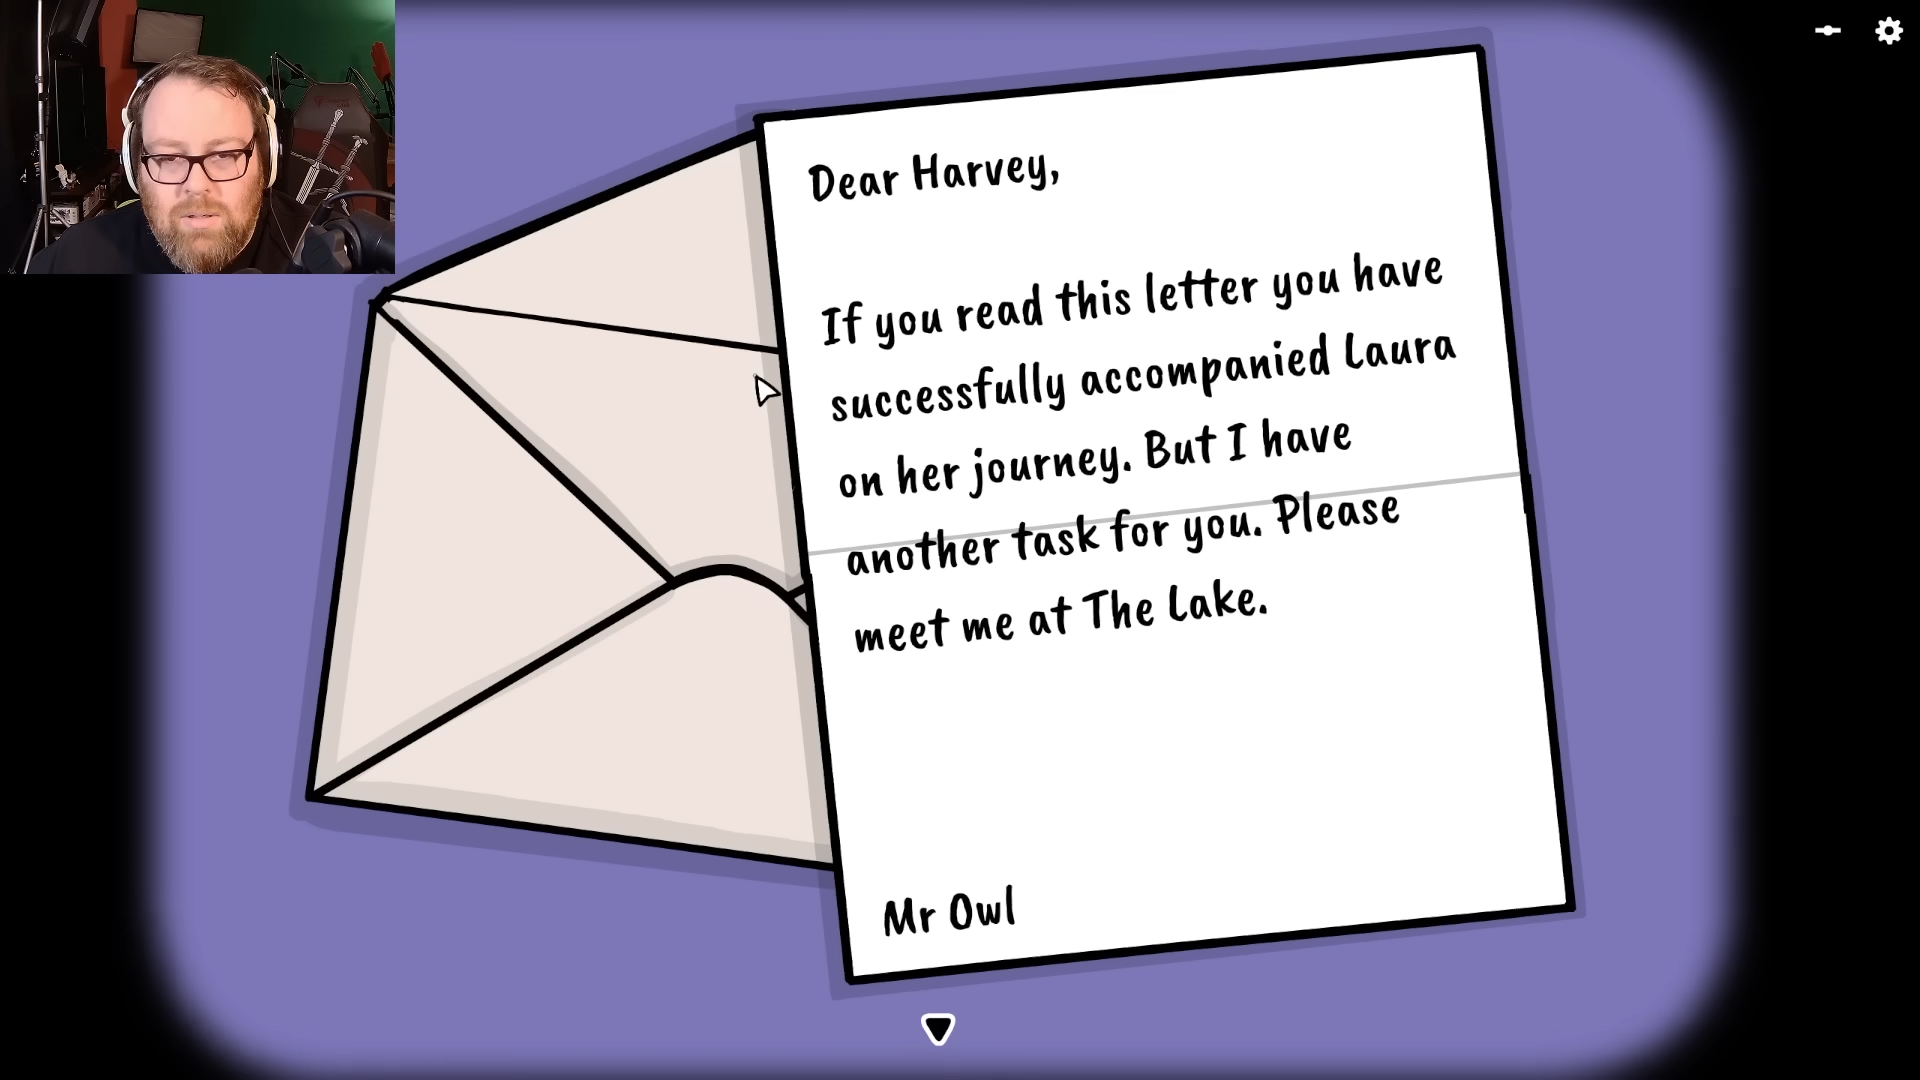 Dear Harvey,
If you read this letter you have
successfully accompanied Laura
on her journey. But I have
another task for you. Please
meet me at The Lake.
Mr Owl